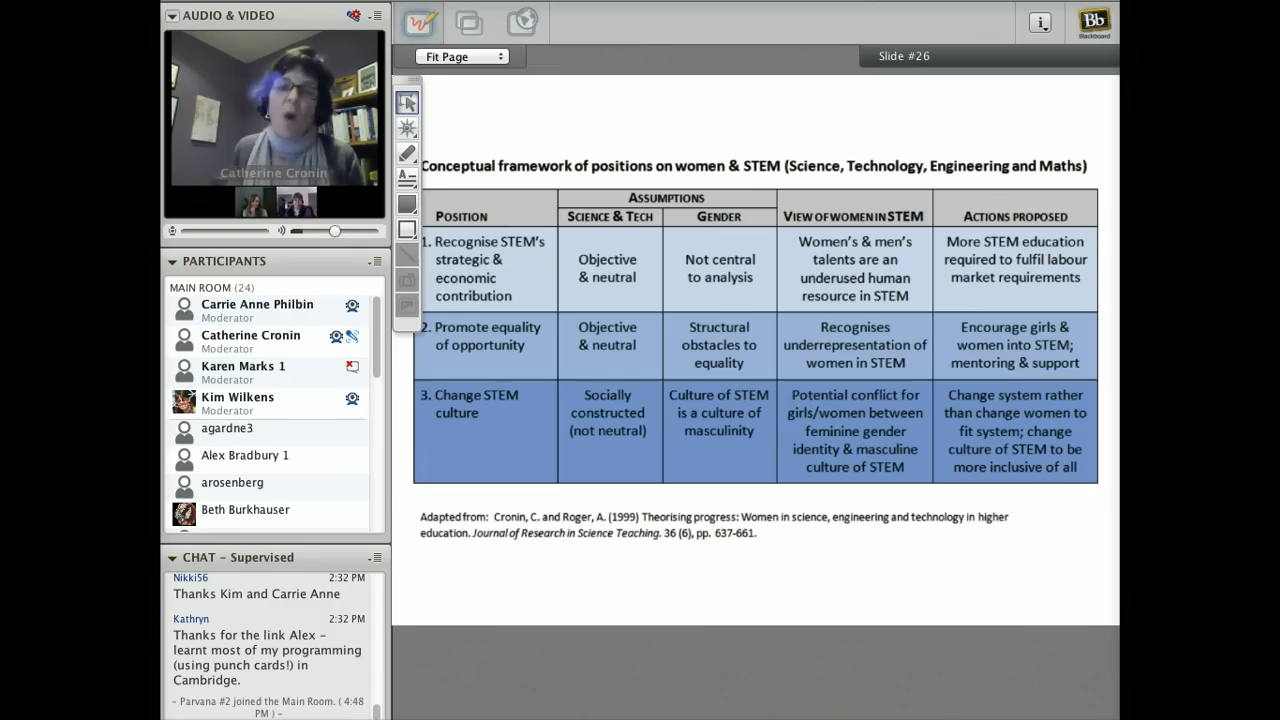 AUDIO & VIDEO
Catherine Cronin
PARTICIPANTS
MAIN ROOM (24)
Carrie Anne Philbin
Moderator
Catherine Cronin
Moderator
Karen Marks 1
Moderator
Kim Wilkens
Moderator
agardne3
Alex Bradbury 1
arosenberg
Beth Burkhauser
CHAT – Supervised
Nikki56 2:32 PM
Thanks Kim and Carrie Anne
Kathryn 2:32 PM
Thanks for the link Alex –
learnt most of my programming
(using punch cards!) in
Cambridge.
– Parvana #2 joined the Main Room. ( 4:48
PM ) –
Bb
Blackboard
Fit Page
Slide #26
Conceptual framework of positions on women & STEM (Science, Technology, Engineering and Maths)
POSITION
ASSUMPTIONS
SCIENCE & TECH
GENDER
VIEW OF WOMEN IN STEM
ACTIONS PROPOSED
1. Recognise STEM's
strategic &
economic
contribution
Objective
& neutral
Not central
to analysis
Women's & men's
talents are an
underused human
resource in STEM
More STEM education
required to fulfil labour
market requirements
2. Promote equality
of opportunity
Objective
& neutral
Structural
obstacles to
equality
Recognises
underrepresentation of
women in STEM
Encourage girls &
women into STEM;
mentoring & support
3. Change STEM
culture
Socially
constructed
(not neutral)
Culture of STEM
is a culture of
masculinity
Potential conflict for
girls/women between
feminine gender
identity & masculine
culture of STEM
Change system rather
than change women to
fit system; change
culture of STEM to be
more inclusive of all
Adapted from: Cronin, C. and Roger, A. (1999) Theorising progress: Women in science, engineering and technology in higher
education. Journal of Research in Science Teaching. 36 (6), pp. 637-661.